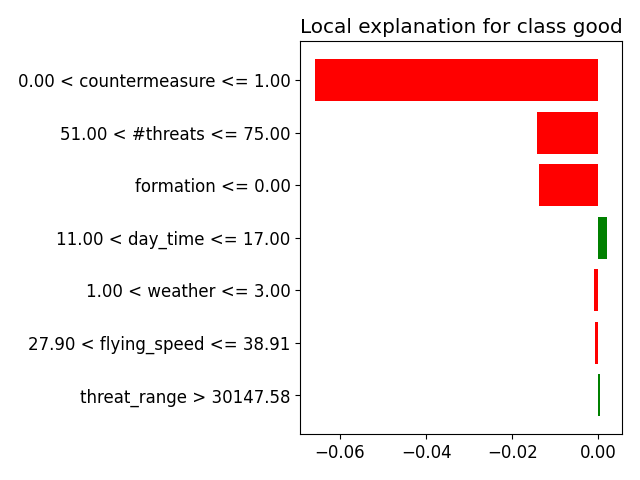 Local explanation for class good
0.00 < countermeasure <= 1.00
51.00 < #threats <= 75.00
formation <= 0.00
11.00 < day_time <= 17.00
1.00 < weather <= 3.00
27.90 < flying_speed <= 38.91
threat_range > 30147.58
−0.06 −0.04 −0.02 0.00